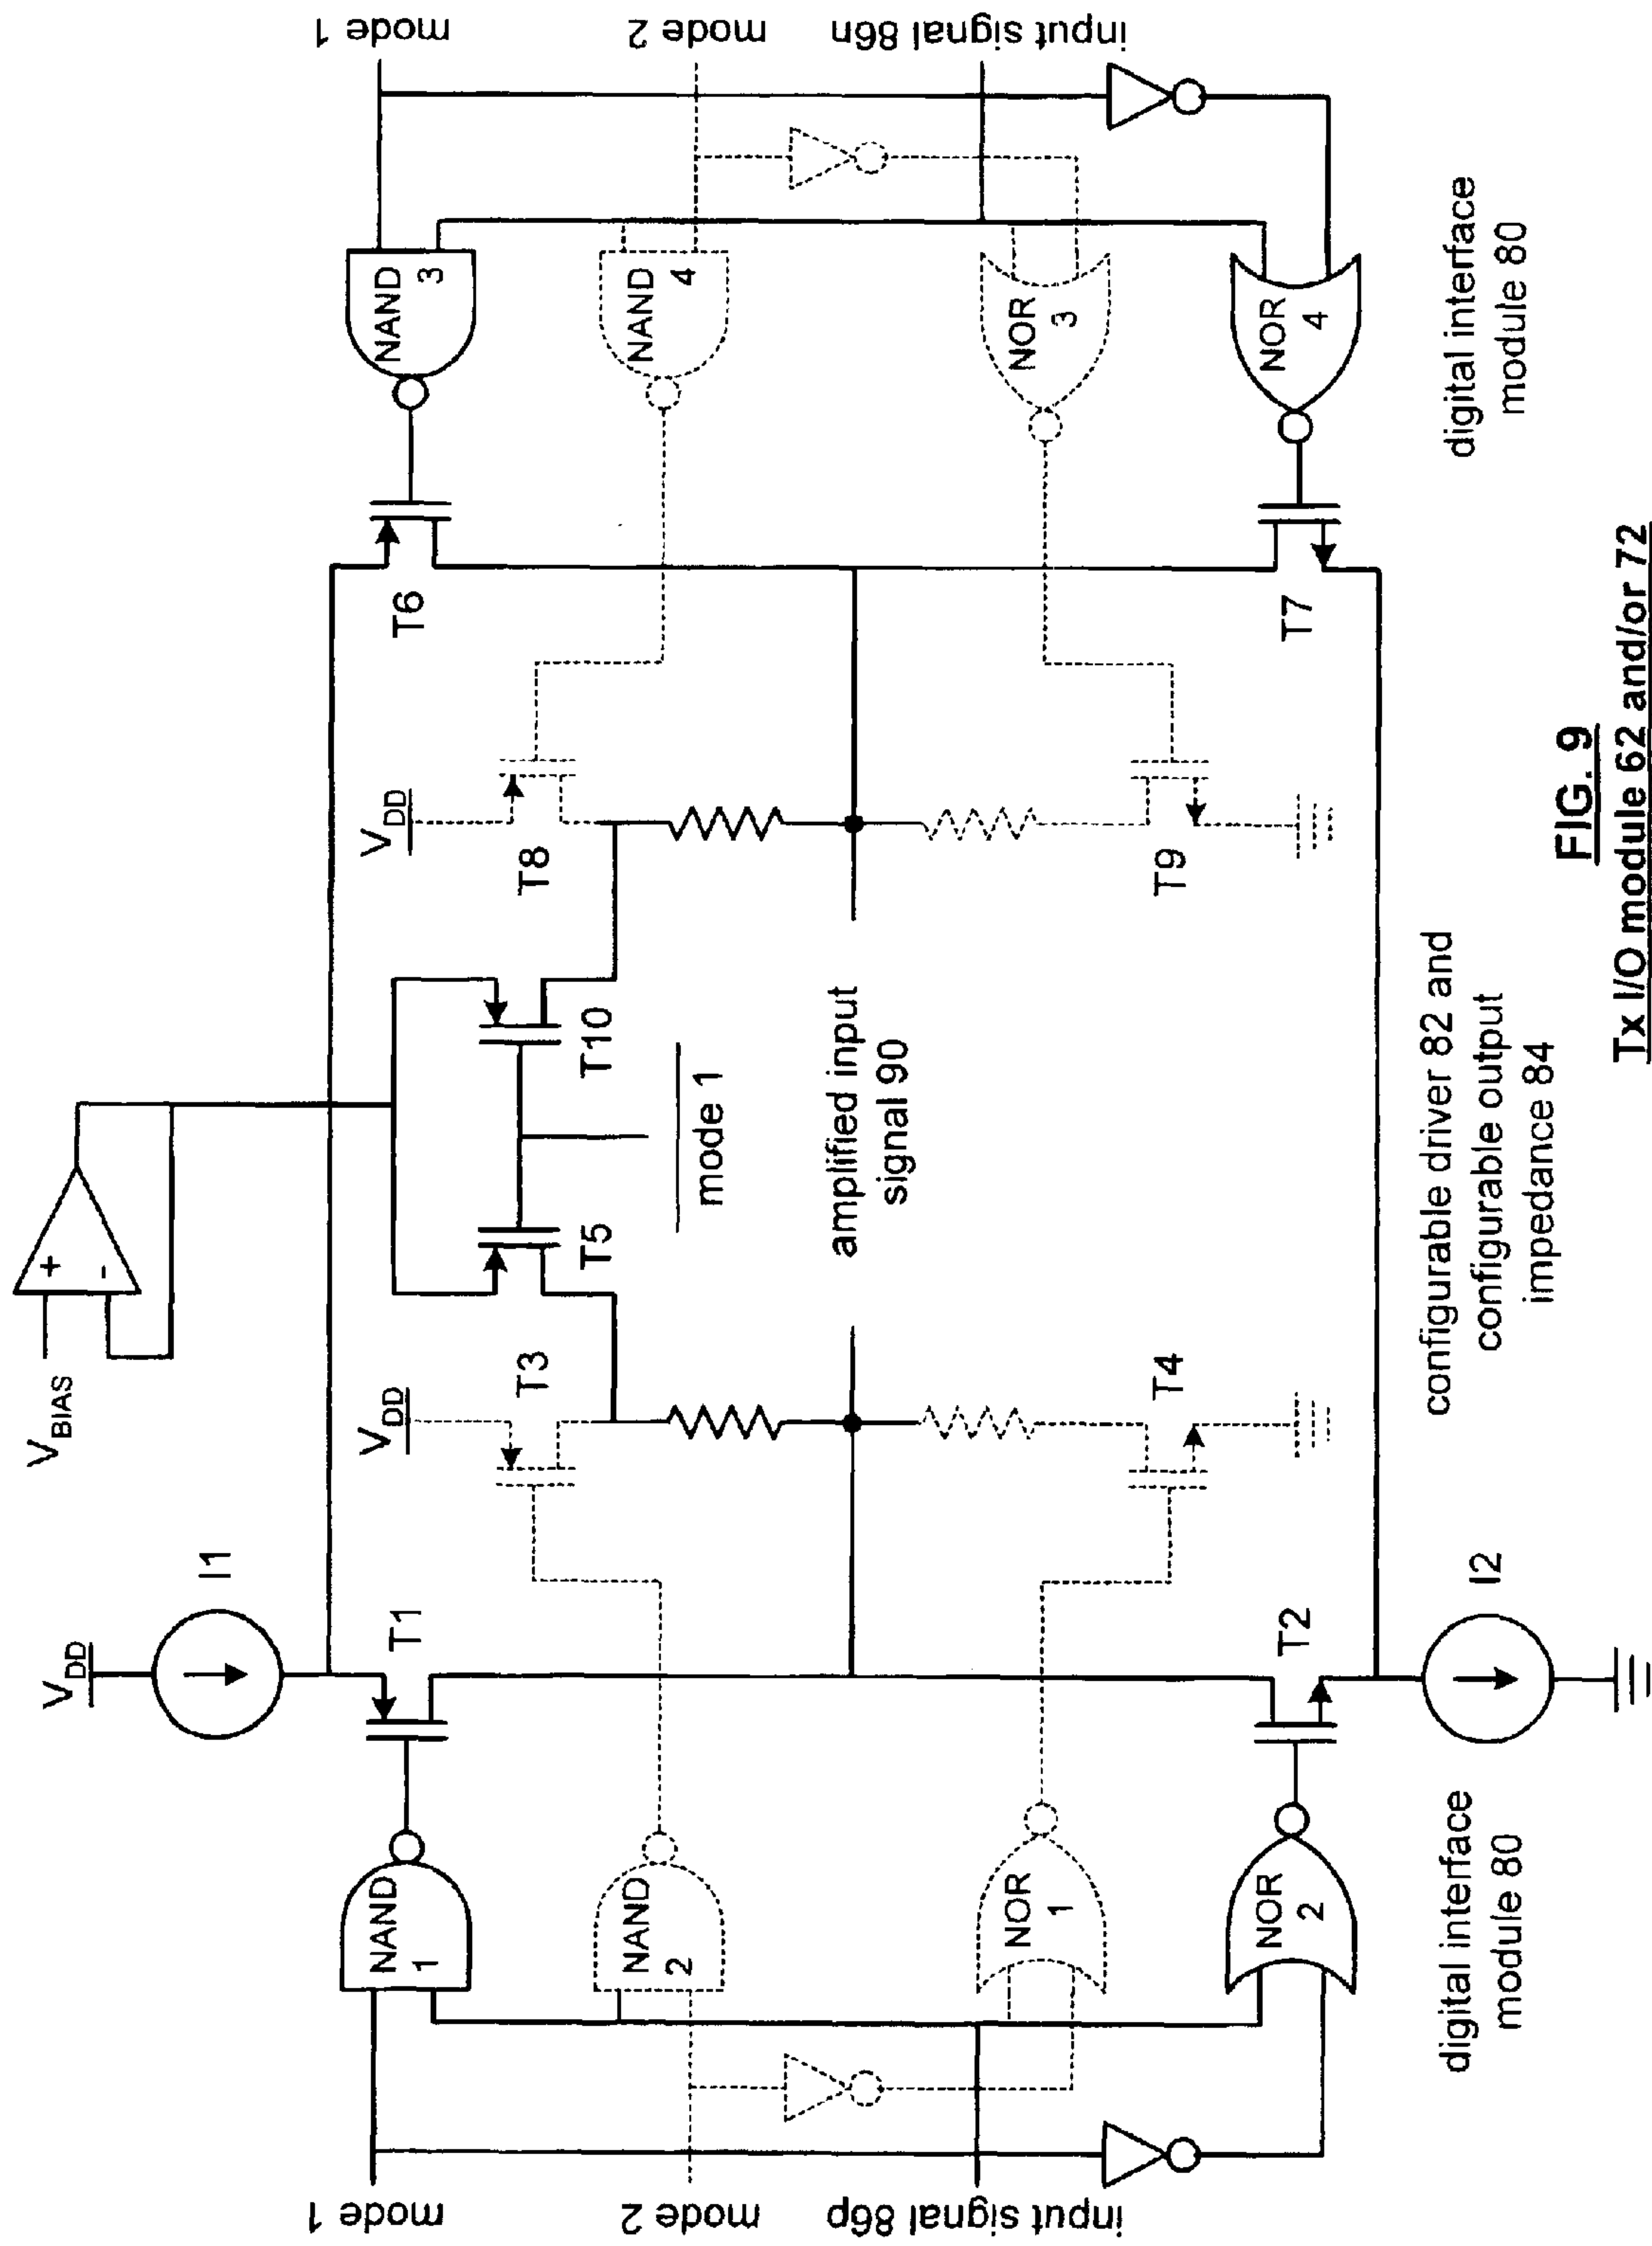 V_BIAS
+
-
V_DD
I1
mode 1
NAND
1
T1
V_DD
T3
T5
T10
V_DD
T8
T6
NAND
3
mode 1
mode 2
NAND
2
mode 1
NAND
4
mode 2
input signal 86p
NOR
1
amplified input
signal 90
NOR
3
input signal 86n
NOR
2
T2
T4
T9
T7
NOR
4
I2
digital interface
module 80
configurable driver 82 and
configurable output
impedance 84
digital interface
module 80
FIG. 9
Tx I/O module 62 and/or 72